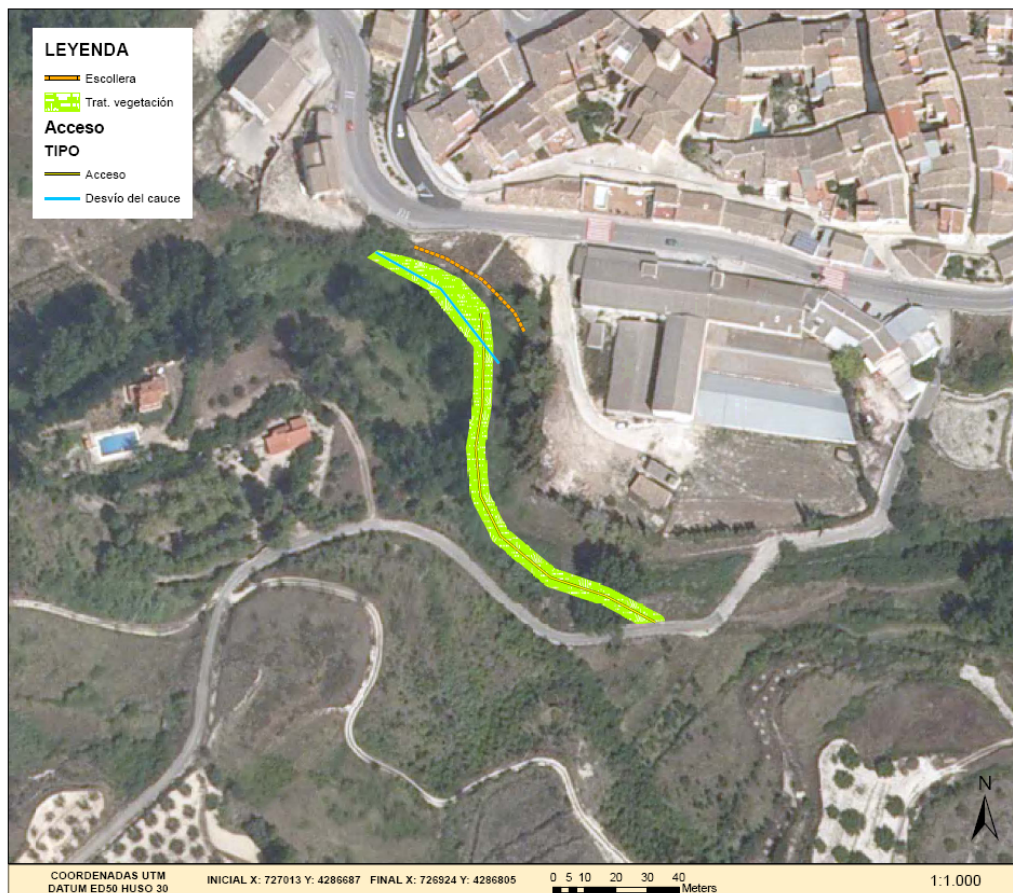 LEYENDA
Escollera
Trat. vegetación
Acceso
TIPO
Acceso
Desvío del cauce
N
COORDENADAS UTM
DATUM ED50 HUSO 30
INICIAL X: 727013 Y: 4286687 FINAL X: 726924 Y: 4286805
0 5 10 20 30 40
Meters
1:1.000